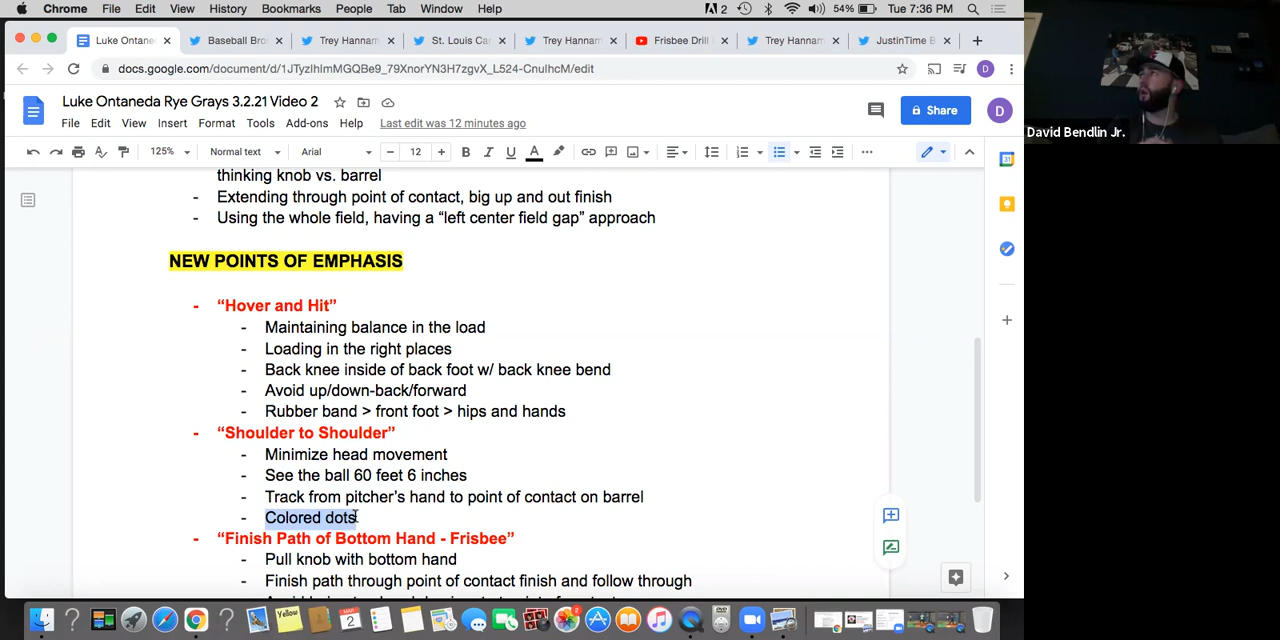 Chrome File Edit View History Bookmarks People Tab Window Help 2 54% Tue 7:36 PM
Luke Ontaneda Baseball Bro Trey Hannam St. Louis Ca Trey Hannam Frisbee Drill Trey Hannam JustinTime B
docs.google.com/document/d/1JTyzlhlmMGQBe9_79XnorYN3H7zgvX_L524-CnulhcM/edit D
Luke Ontaneda Rye Grays 3.2.21 Video 2 Share D
File Edit View Insert Format Tools Add-ons Help Last edit was 12 minutes ago
125% Normal text Arial - 12 + B I U A
thinking knob vs. barrel
- Extending through point of contact, big up and out finish
- Using the whole field, having a “left center field gap” approach
NEW POINTS OF EMPHASIS
- “Hover and Hit”
- Maintaining balance in the load
- Loading in the right places
- Back knee inside of back foot w/ back knee bend
- Avoid up/down-back/forward
- Rubber band > front foot > hips and hands
- “Shoulder to Shoulder”
- Minimize head movement
- See the ball 60 feet 6 inches
- Track from pitcher’s hand to point of contact on barrel
- Colored dots
- “Finish Path of Bottom Hand - Frisbee”
- Pull knob with bottom hand
- Finish path through point of contact finish and follow through
David Bendlin Jr.
31
Yellow
MAR 2
2